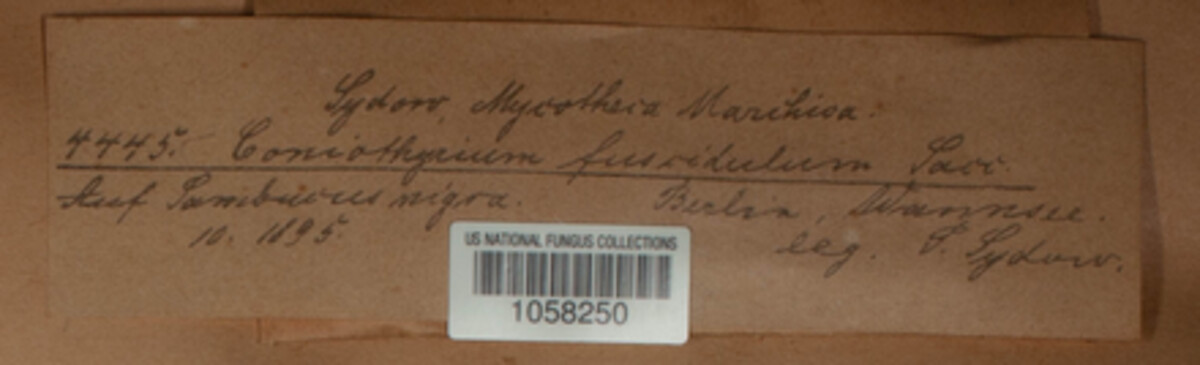 Sydow, Mycotheca Marchica.
4445. Coniothyrium fuscidulum Sacc.
Auf Sambucus nigra. Berlin, Wannsee.
10. 1895. leg. P. Sydow.
US NATIONAL FUNGUS COLLECTIONS
1058250